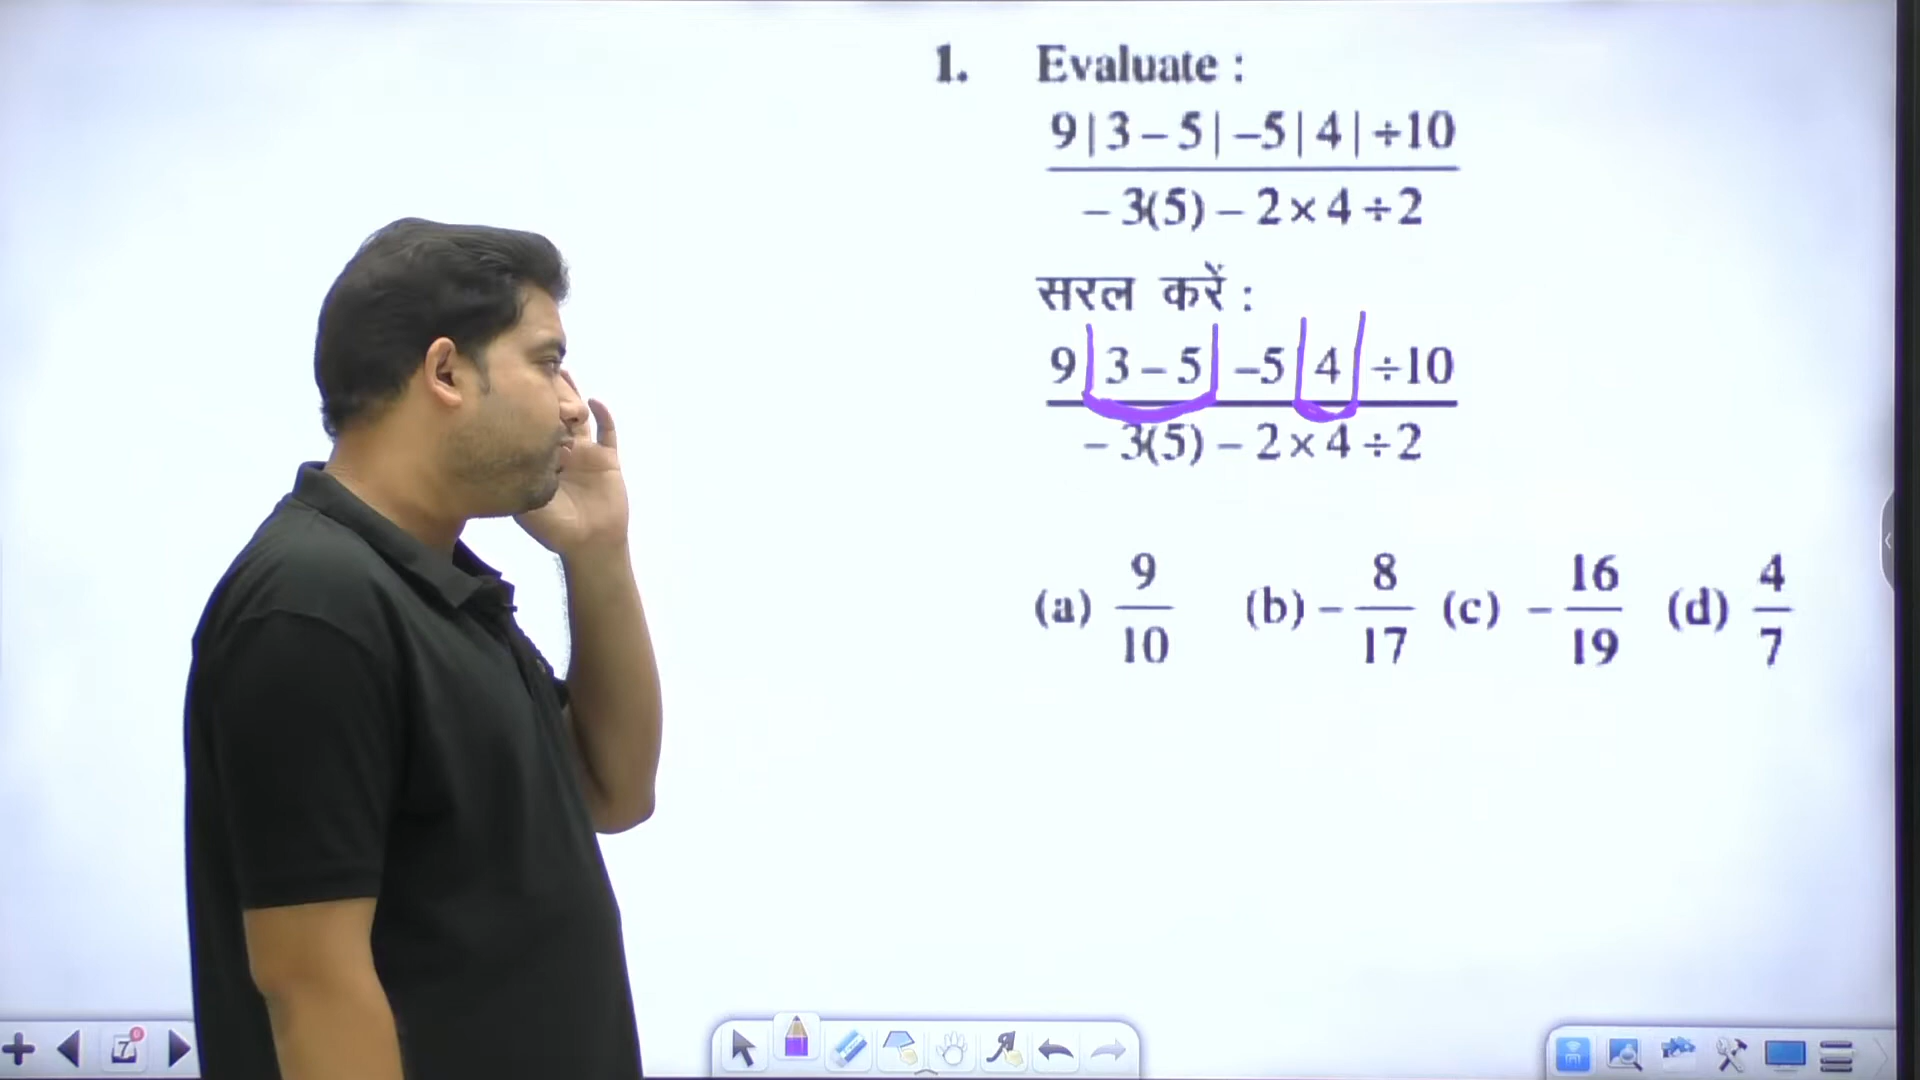 1. Evaluate :
9|3 – 5| –5|4| ÷10
– 3(5) – 2 × 4 ÷ 2
सरल करें :
9|3 – 5| –5|4| ÷10
– 3(5) – 2 × 4 ÷ 2
(a) 9/10 (b) – 8/17 (c) – 16/19 (d) 4/7
7